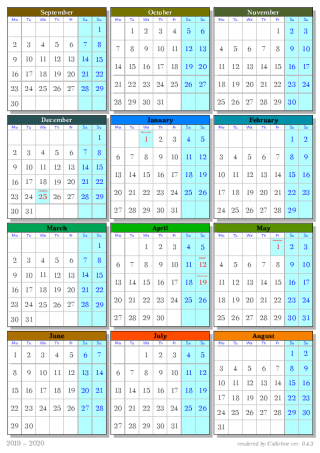 September
Mo Tu We Th Fr Sa Su
1
2 3 4 5 6 7 8
9 10 11 12 13 14 15
16 17 18 19 20 21 22
23 24 25 26 27 28 29
30
October
Mo Tu We Th Fr Sa Su
1 2 3 4 5 6
7 8 9 10 11 12 13
14 15 16 17 18 19 20
21 22 23 24 25 26 27
28 29 30 31
November
Mo Tu We Th Fr Sa Su
1 2 3
4 5 6 7 8 9 10
11 12 13 14 15 16 17
18 19 20 21 22 23 24
25 26 27 28 29 30
December
Mo Tu We Th Fr Sa Su
1
2 3 4 5 6 7 8
9 10 11 12 13 14 15
16 17 18 19 20 21 22
23 24 25 26 27 28 29
30 31
January
Mo Tu We Th Fr Sa Su
1 2 3 4 5
6 7 8 9 10 11 12
13 14 15 16 17 18 19
20 21 22 23 24 25 26
27 28 29 30 31
February
Mo Tu We Th Fr Sa Su
1 2
3 4 5 6 7 8 9
10 11 12 13 14 15 16
17 18 19 20 21 22 23
24 25 26 27 28 29
March
Mo Tu We Th Fr Sa Su
1
2 3 4 5 6 7 8
9 10 11 12 13 14 15
16 17 18 19 20 21 22
23 24 25 26 27 28 29
30 31
April
Mo Tu We Th Fr Sa Su
1 2 3 4 5
6 7 8 9 10 11 12
13 14 15 16 17 18 19
20 21 22 23 24 25 26
27 28 29 30
May
Mo Tu We Th Fr Sa Su
1 2 3
4 5 6 7 8 9 10
11 12 13 14 15 16 17
18 19 20 21 22 23 24
25 26 27 28 29 30 31
June
Mo Tu We Th Fr Sa Su
1 2 3 4 5 6 7
8 9 10 11 12 13 14
15 16 17 18 19 20 21
22 23 24 25 26 27 28
29 30
July
Mo Tu We Th Fr Sa Su
1 2 3 4 5
6 7 8 9 10 11 12
13 14 15 16 17 18 19
20 21 22 23 24 25 26
27 28 29 30 31
August
Mo Tu We Th Fr Sa Su
1 2
3 4 5 6 7 8 9
10 11 12 13 14 15 16
17 18 19 20 21 22 23
24 25 26 27 28 29 30
31
2019 – 2020
rendered by ver. 0.4.3